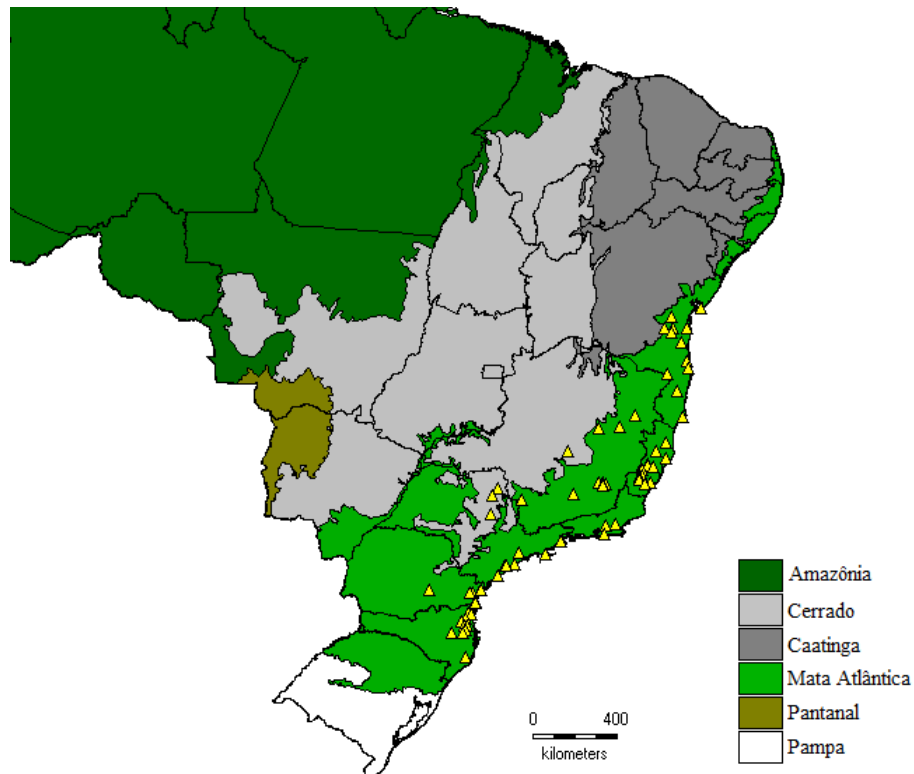 Amazônia
Cerrado
Caatinga
Mata Atlântica
Pantanal
Pampa
0 400
kilometers